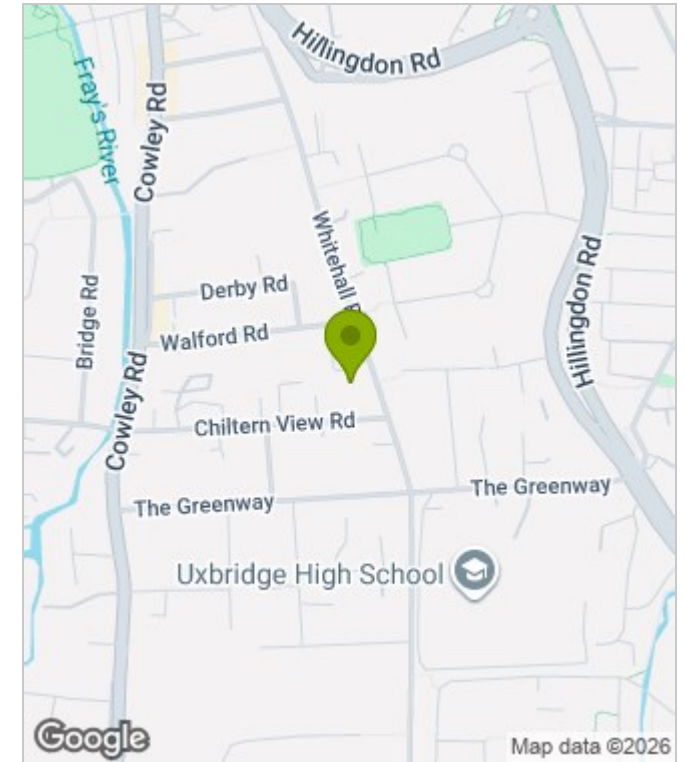 Hillingdon Rd
Fray's River
Cowley Rd
Whitehall R
Hillingdon Rd
Bridge Rd
Derby Rd
Walford Rd
Cowley Rd
Chiltern View Rd
The Greenway
The Greenway
Uxbridge High School
Google
Map data ©2026